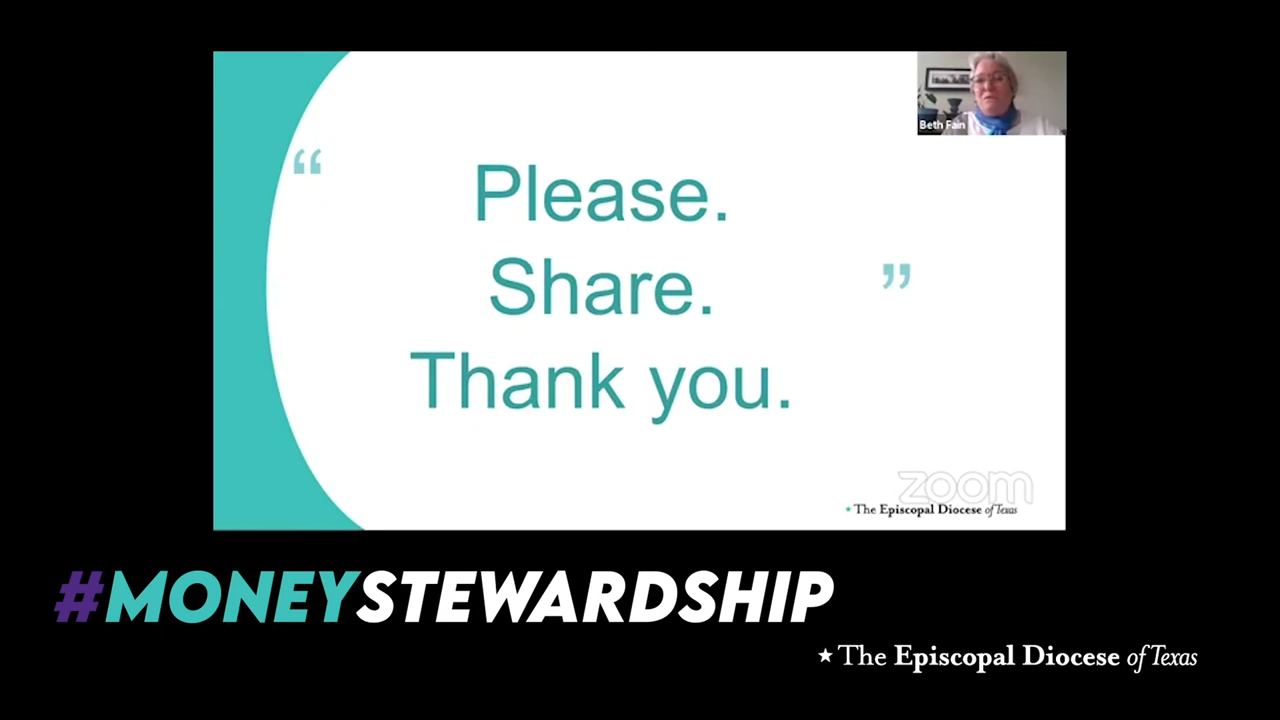 Beth Fain
“
Please.
Share.
”
Thank you.
zoom
The Episcopal Diocese of Texas
#MONEYSTEWARDSHIP
The Episcopal Diocese of Texas